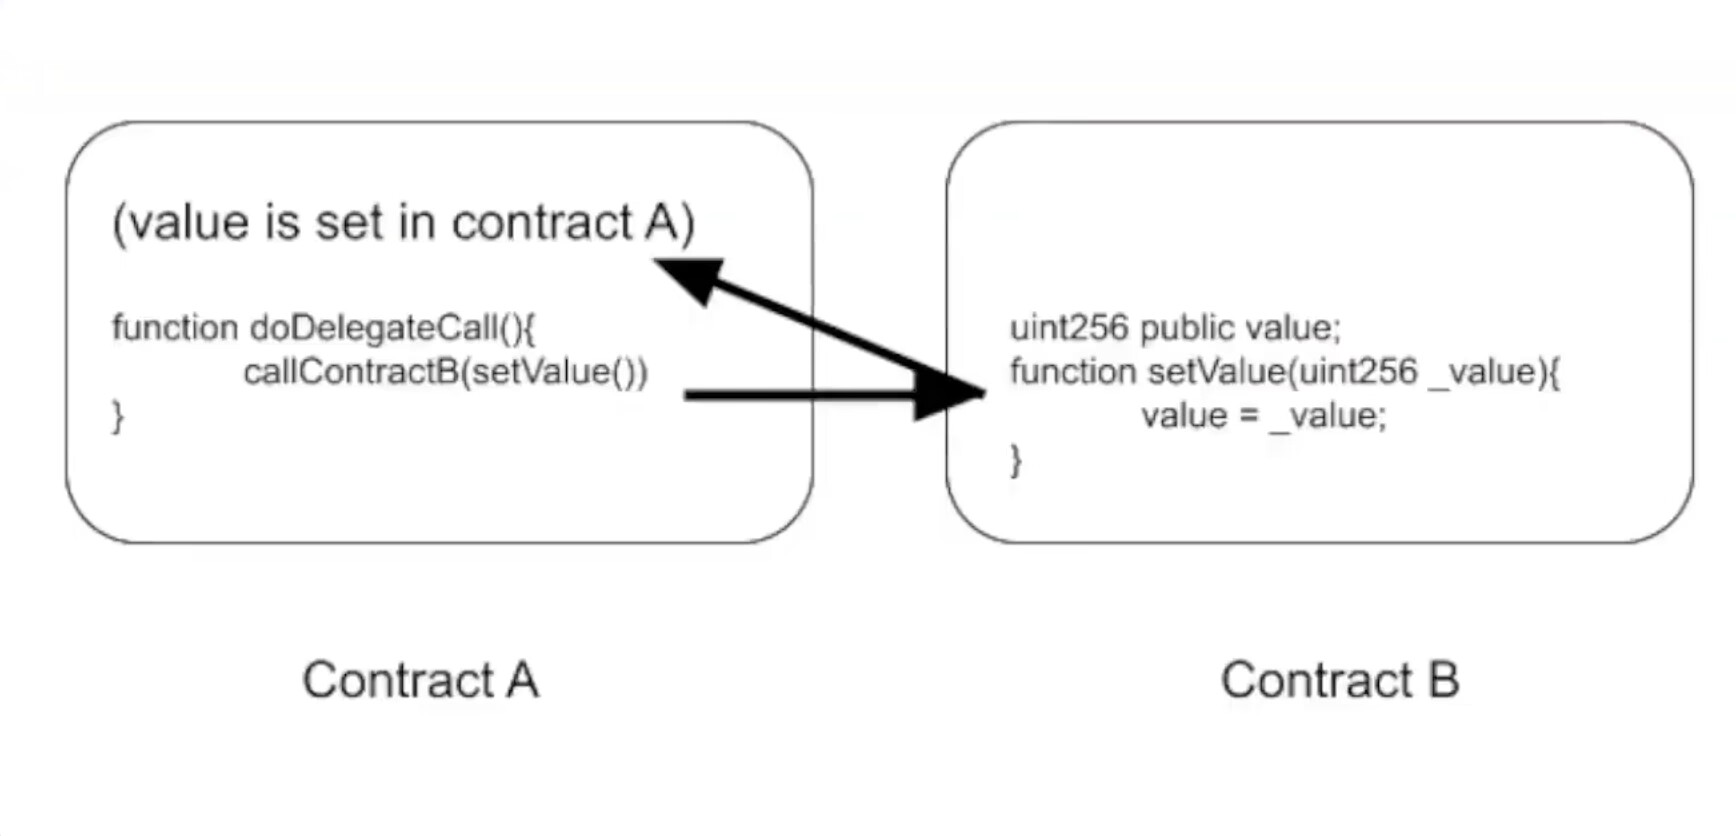 (value is set in contract A)
function doDelegateCall(){
callContractB(setValue())
}
uint256 public value;
function setValue(uint256 _value){
value = _value;
}
Contract A
Contract B